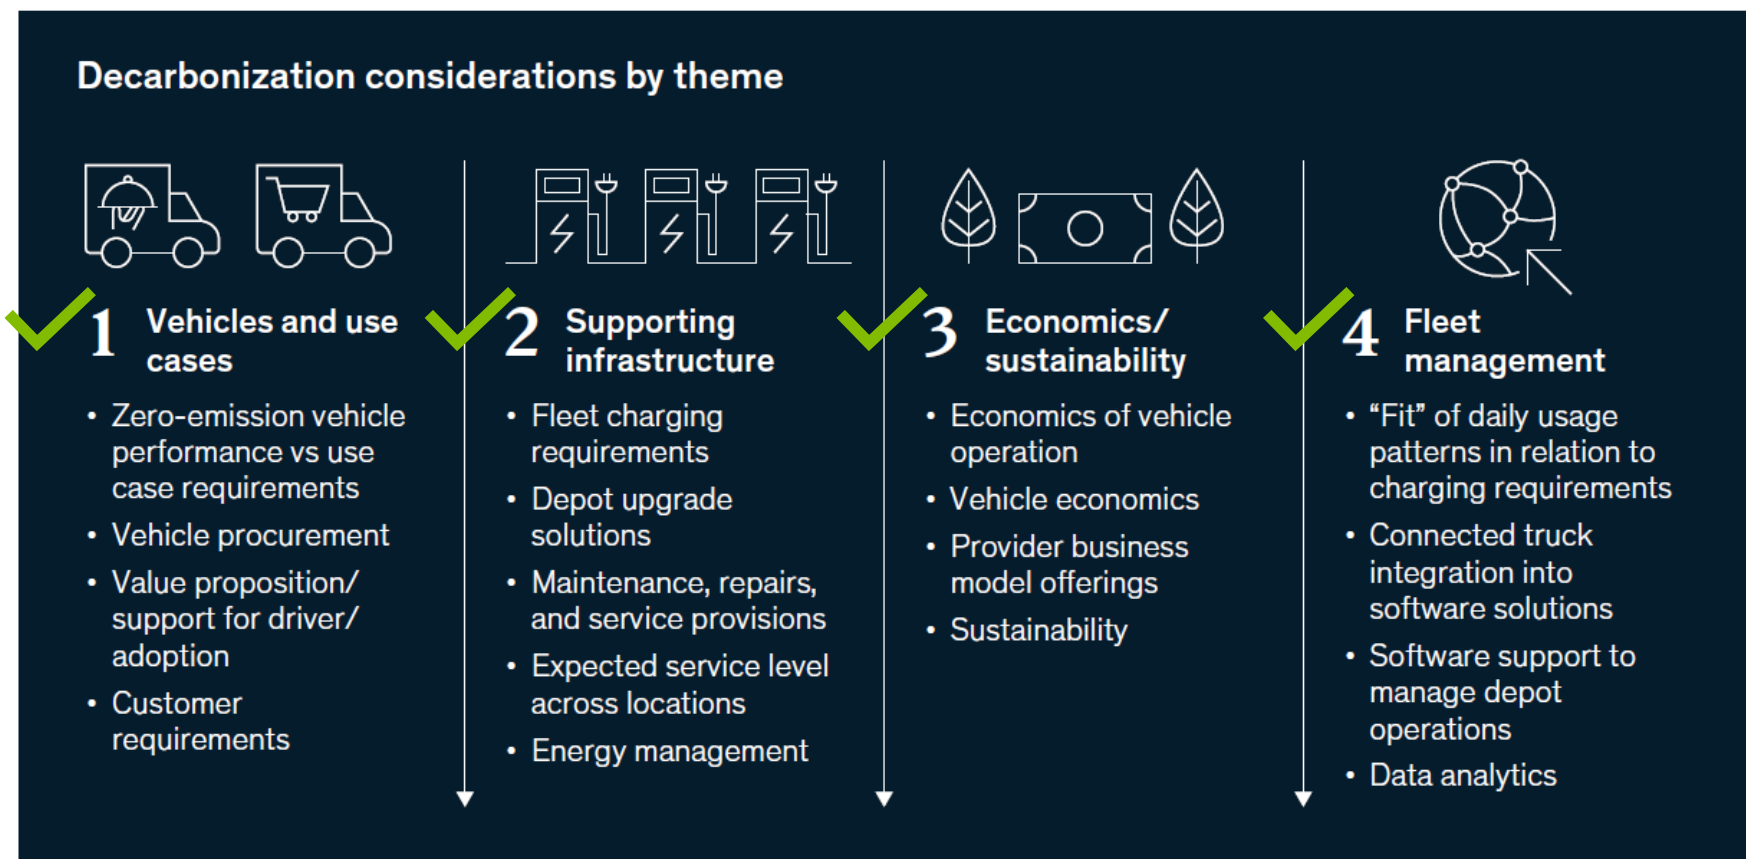 Decarbonization considerations by theme
1 Vehicles and use
cases
• Zero-emission vehicle
performance vs use
case requirements
• Vehicle procurement
• Value proposition/
support for driver/
adoption
• Customer
requirements
2 Supporting
infrastructure
• Fleet charging
requirements
• Depot upgrade
solutions
• Maintenance, repairs,
and service provisions
• Expected service level
across locations
• Energy management
3 Economics/
sustainability
• Economics of vehicle
operation
• Vehicle economics
• Provider business
model offerings
• Sustainability
4 Fleet
management
• “Fit” of daily usage
patterns in relation to
charging requirements
• Connected truck
integration into
software solutions
• Software support to
manage depot
operations
• Data analytics